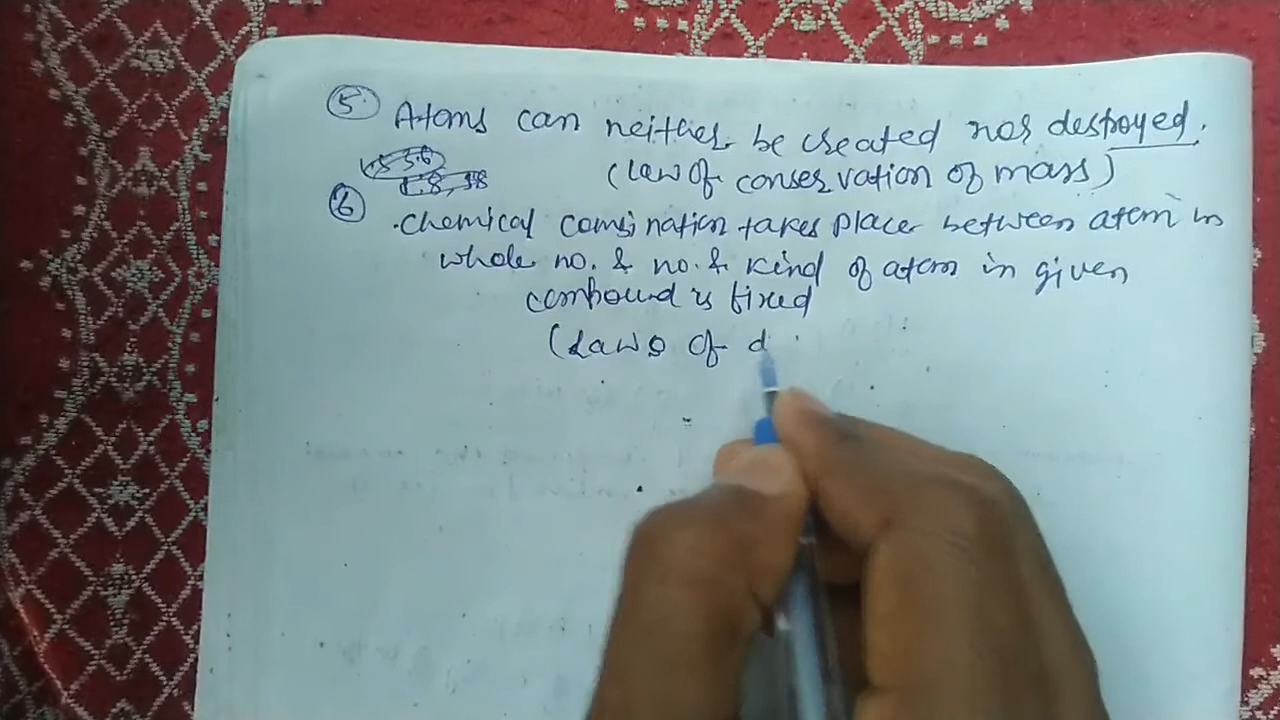 5. Atoms can neither be created nor destroyed.
(law of conservation of mass)
6 Chemical combination takes place between atom in
whole no. & no. & kind of atom in given
compound is fixed
(Laws of d